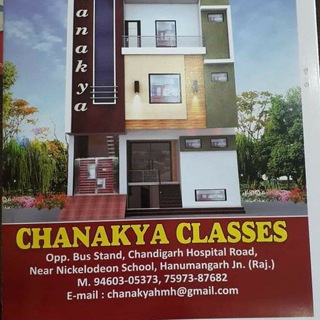 anakya
CHANAKYA CLASSES
Opp. Bus Stand, Chandigarh Hospital Road,
Near Nickelodeon School, Hanumangarh Jn. (Raj.)
M. 94603-05373, 75973-87682
E-mail : chanakyahmh@gmail.com